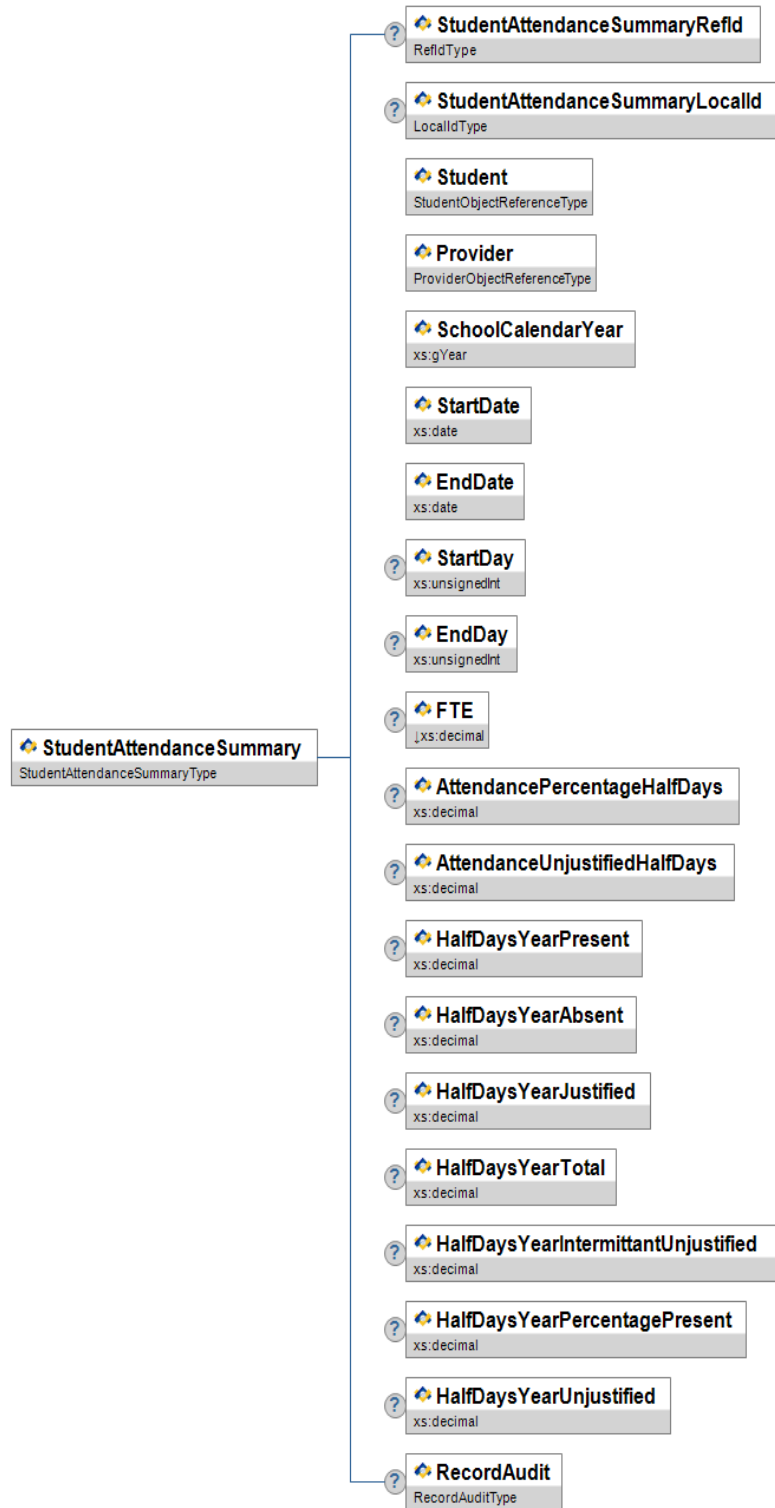 ? StudentAttendanceSummaryRefId
RefIdType
? StudentAttendanceSummaryLocalId
LocalIdType
Student
StudentObjectReferenceType
Provider
ProviderObjectReferenceType
SchoolCalendarYear
xs:gYear
StartDate
xs:date
EndDate
xs:date
? StartDay
xs:unsignedInt
? EndDay
xs:unsignedInt
? FTE
↓xs:decimal
StudentAttendanceSummary
StudentAttendanceSummaryType
? AttendancePercentageHalfDays
xs:decimal
? AttendanceUnjustifiedHalfDays
xs:decimal
? HalfDaysYearPresent
xs:decimal
? HalfDaysYearAbsent
xs:decimal
? HalfDaysYearJustified
xs:decimal
? HalfDaysYearTotal
xs:decimal
? HalfDaysYearIntermittantUnjustified
xs:decimal
? HalfDaysYearPercentagePresent
xs:decimal
? HalfDaysYearUnjustified
xs:decimal
? RecordAudit
RecordAuditType